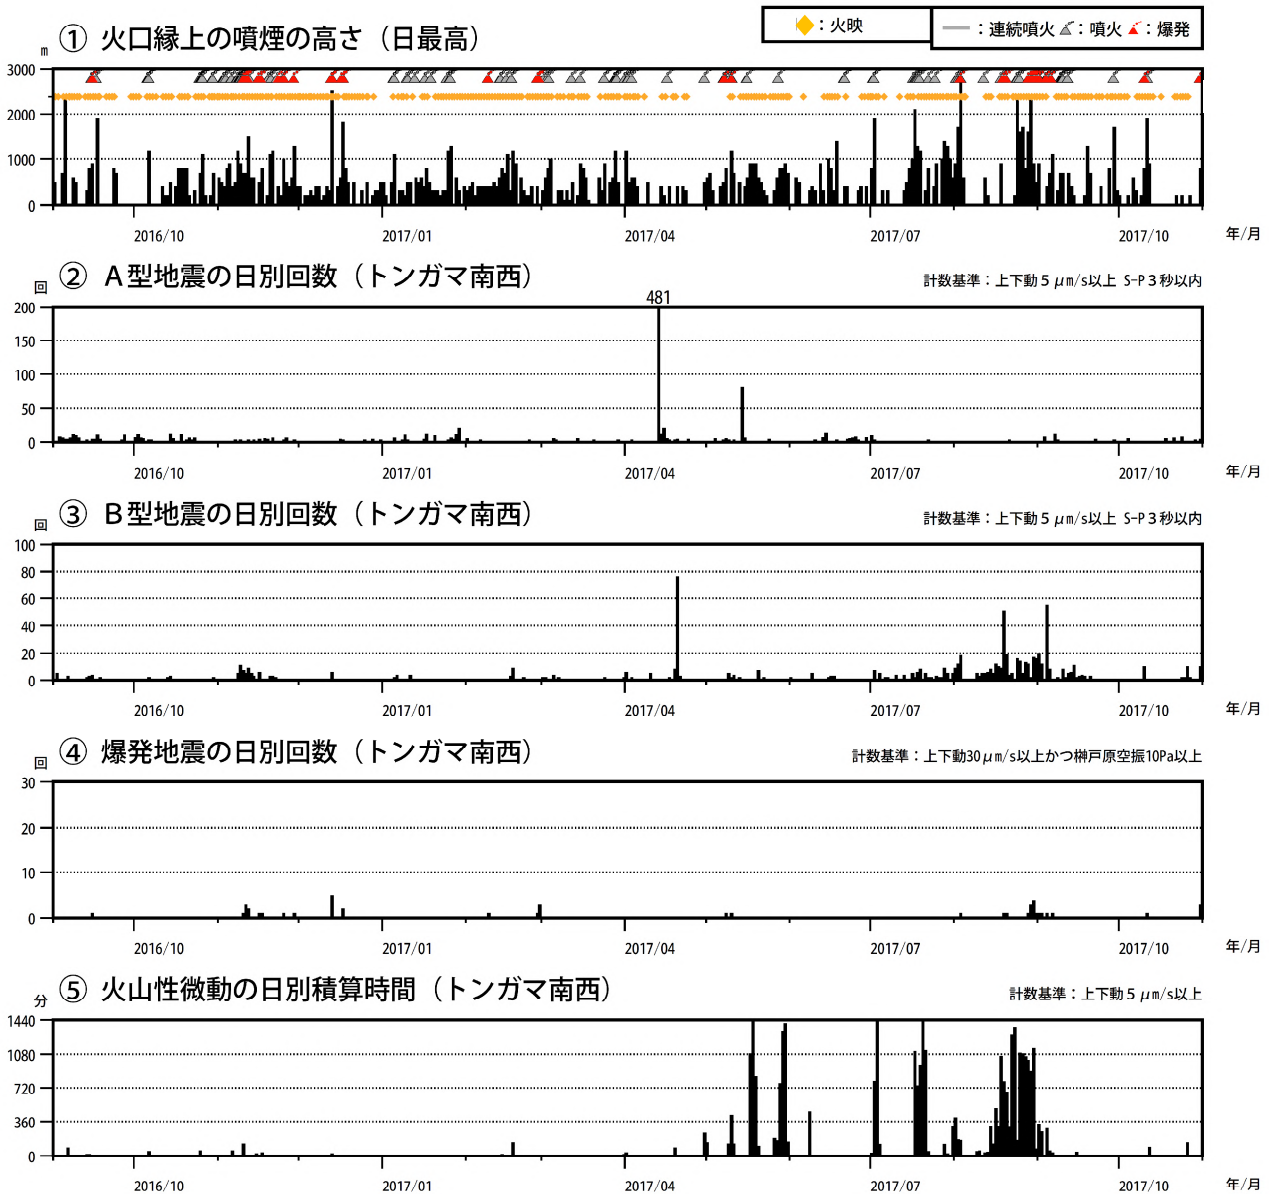 ◆：火映
―：連続噴火 ▲：噴火 ▲：爆発
① 火口縁上の噴煙の高さ（日最高）
m
3000
2000
1000
0
2016/10 2017/01 2017/04 2017/07 2017/10 年/月
② Ａ型地震の日別回数（トンガマ南西）
計数基準：上下動５μm/s以上 S-P３秒以内
回
481
200
150
100
50
0
2016/10 2017/01 2017/04 2017/07 2017/10 年/月
③ Ｂ型地震の日別回数（トンガマ南西）
計数基準：上下動５μm/s以上 S-P３秒以内
回
100
80
60
40
20
0
2016/10 2017/01 2017/04 2017/07 2017/10 年/月
④ 爆発地震の日別回数（トンガマ南西）
計数基準：上下動30μm/s以上かつ榊戸原空振10Pa以上
回
30
20
10
0
2016/10 2017/01 2017/04 2017/07 2017/10 年/月
⑤ 火山性微動の日別積算時間（トンガマ南西）
計数基準：上下動５μm/s以上
分
1440
1080
720
360
0
2016/10 2017/01 2017/04 2017/07 2017/10 年/月